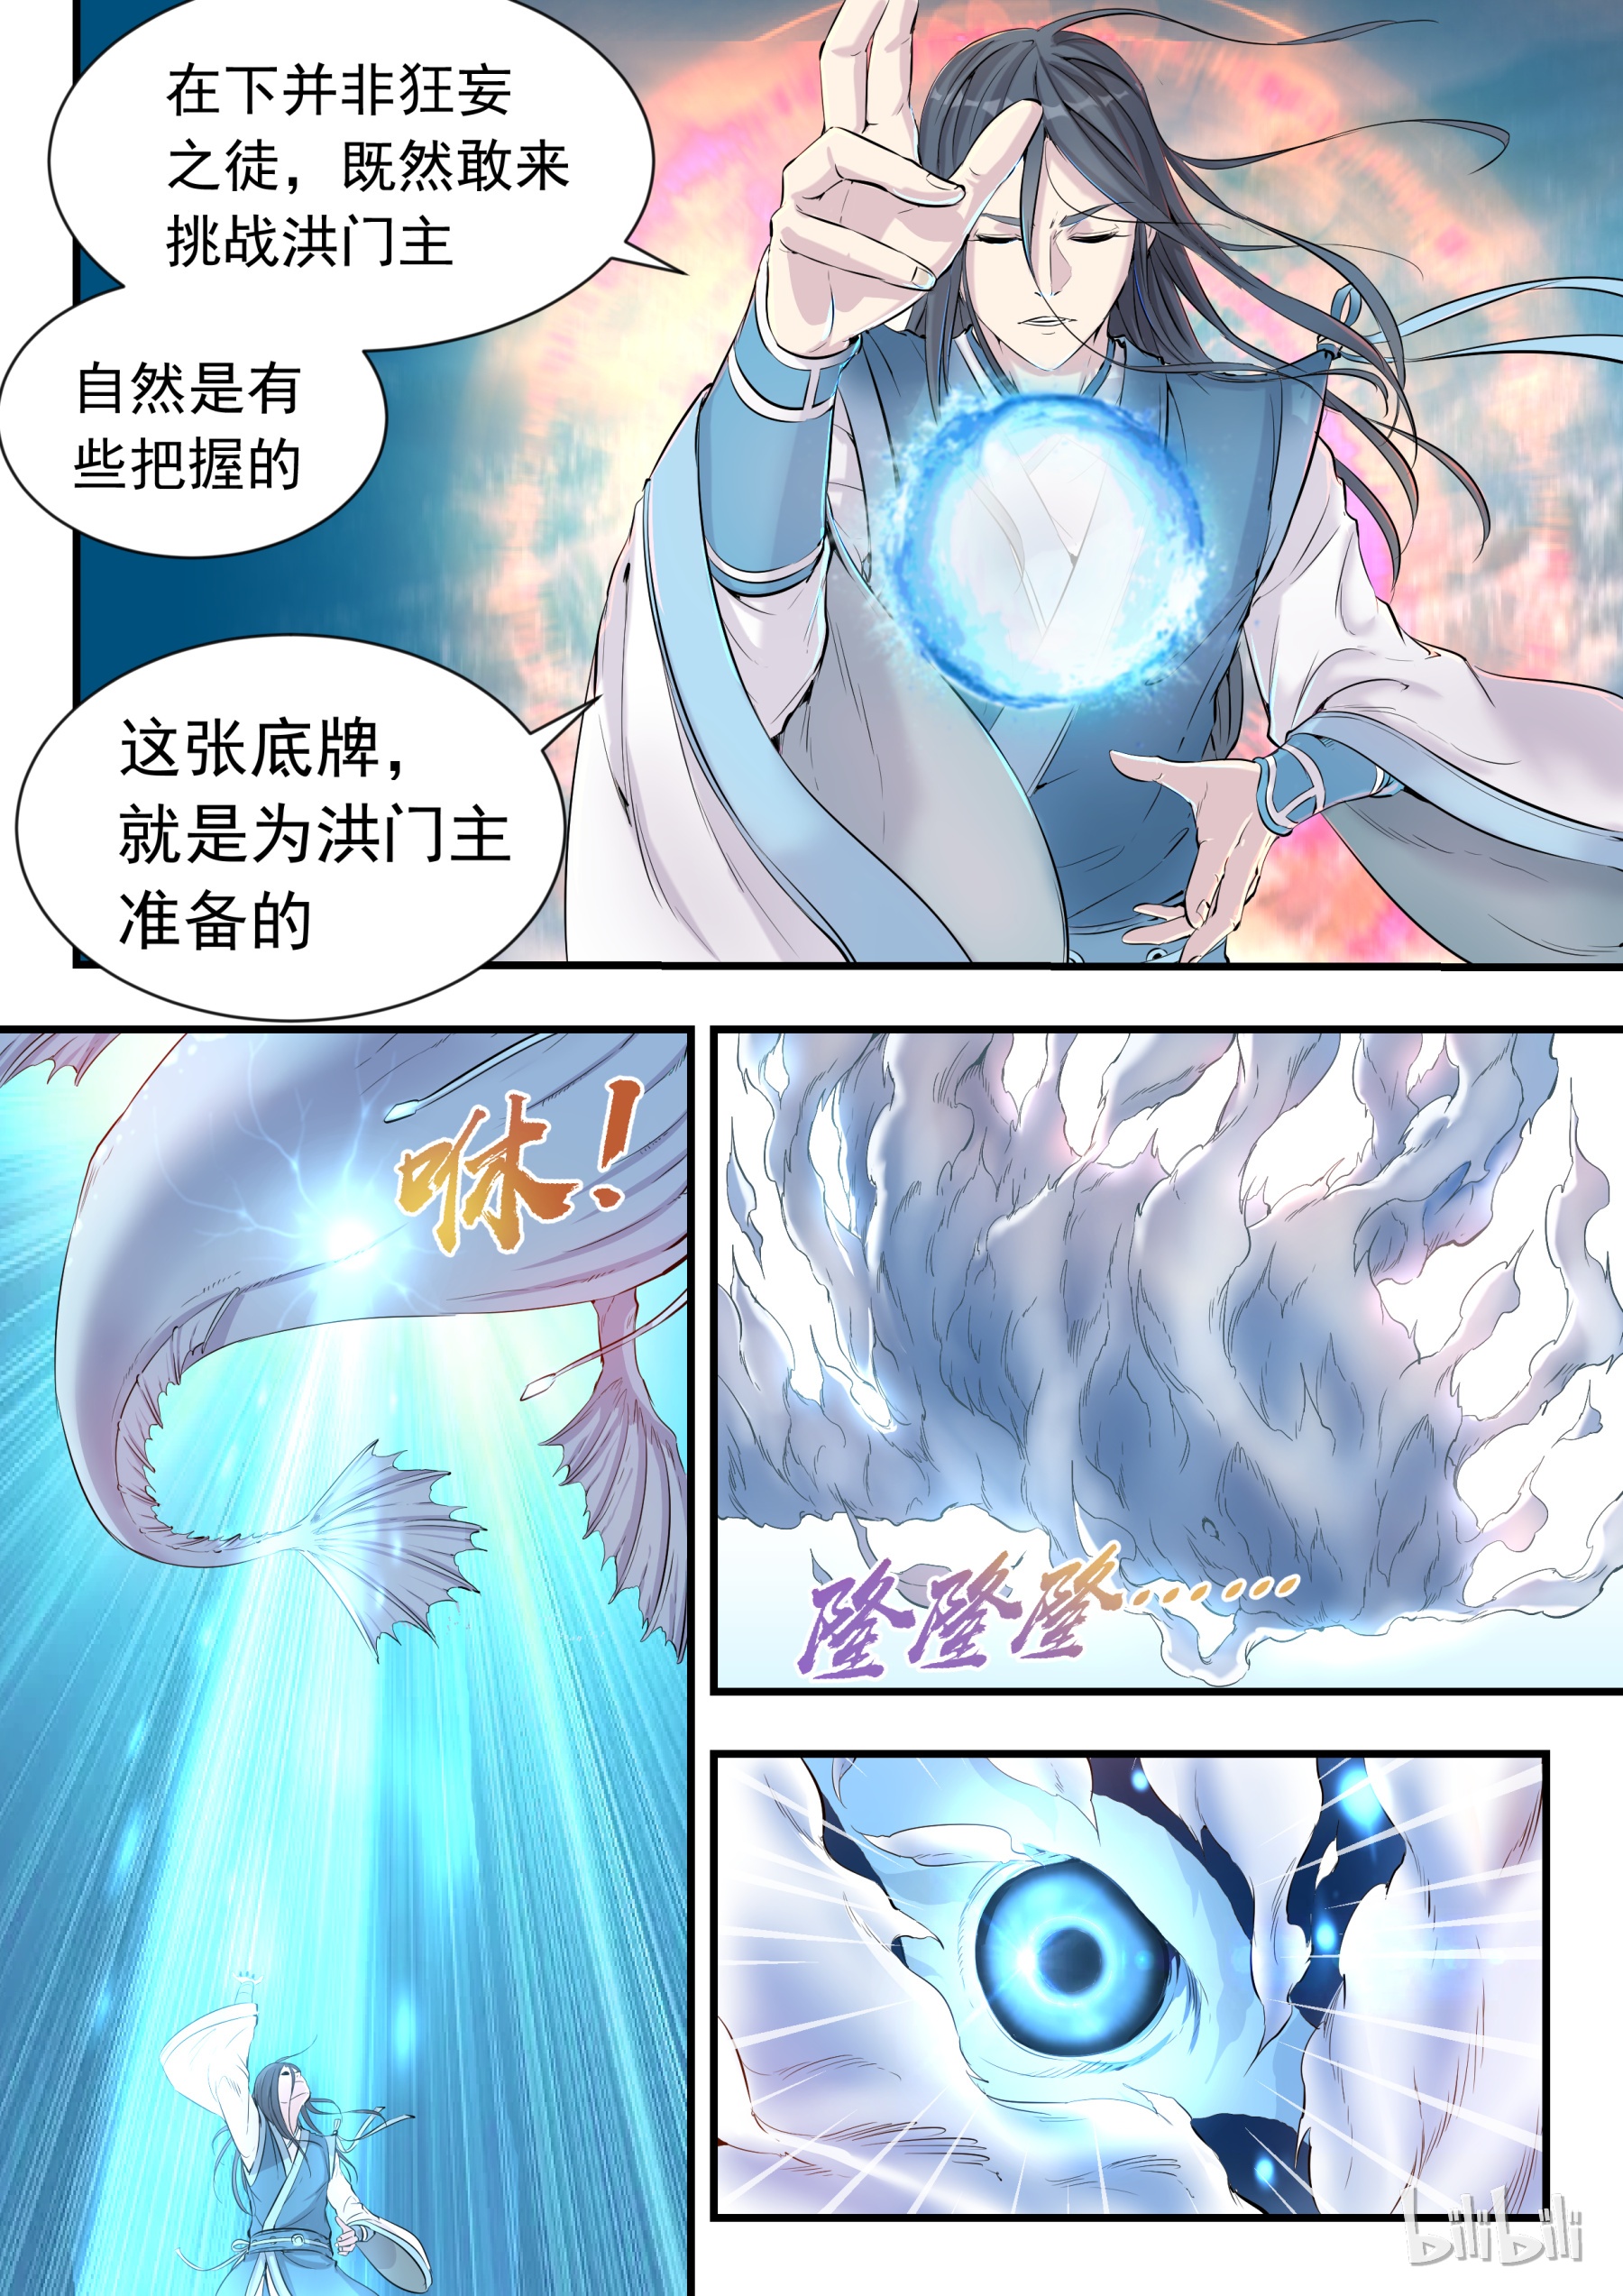 在下并非狂妄
之徒，既然敢来
挑战洪门主
自然是有
些把握的
这张底牌，
就是为洪门主
准备的
咻！
隆隆隆……
bilibili